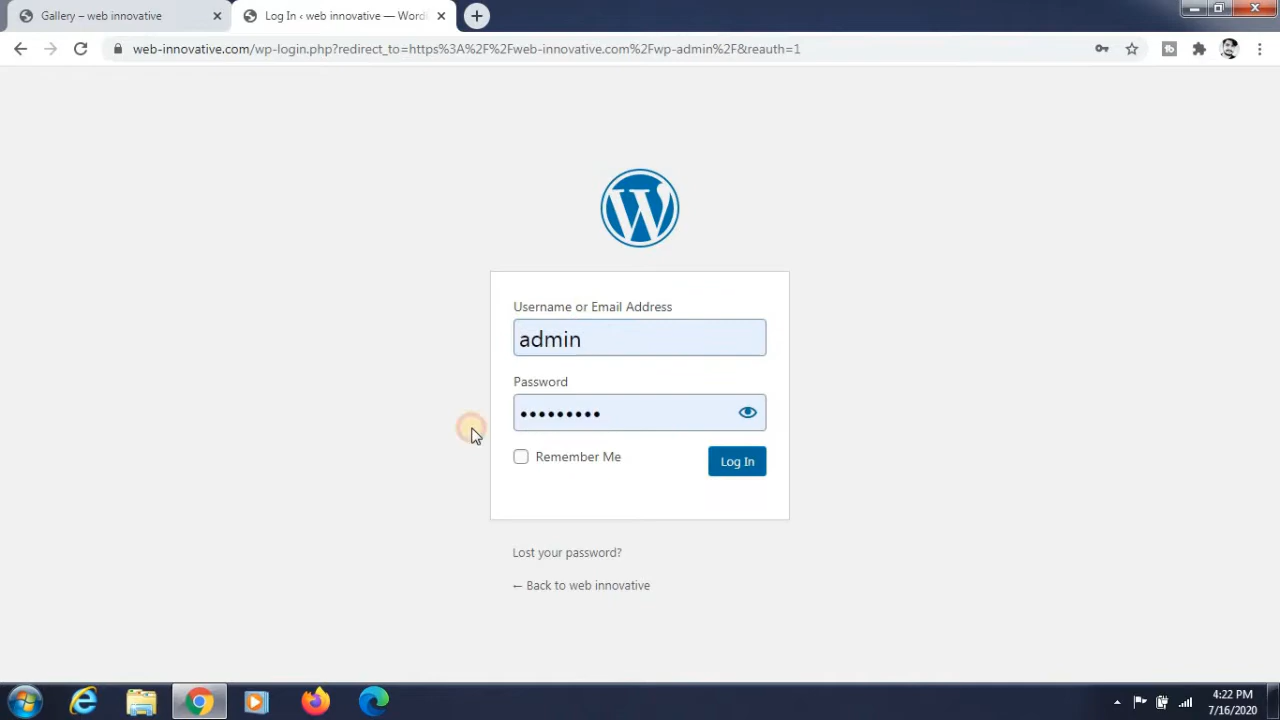 Gallery – web innovative
Log In ‹ web innovative — WordP
web-innovative.com/wp-login.php?redirect_to=https%3A%2F%2Fweb-innovative.com%2Fwp-admin%2F&reauth=1
Username or Email Address
admin
Password
•••••••••
Remember Me
Log In
Lost your password?
← Back to web innovative
4:22 PM
7/16/2020